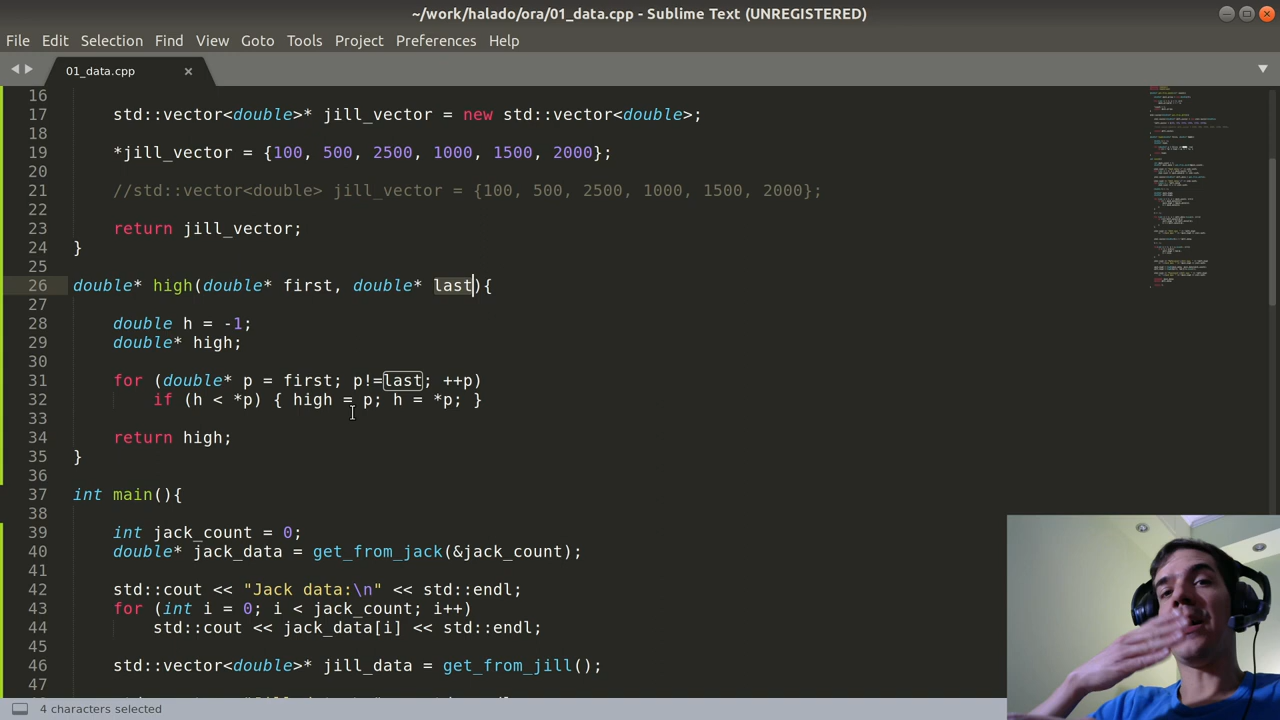 ~/work/halado/ora/01_data.cpp - Sublime Text (UNREGISTERED)
File Edit Selection Find View Goto Tools Project Preferences Help
01_data.cpp
16
17 std::vector<double>* jill_vector = new std::vector<double>;
18
19 *jill_vector = {100, 500, 2500, 1000, 1500, 2000};
20
21 //std::vector<double> jill_vector = {100, 500, 2500, 1000, 1500, 2000};
22
23 return jill_vector;
24 }
25
26 double* high(double* first, double* last){
27
28 double h = -1;
29 double* high;
30
31 for (double* p = first; p!=last; ++p)
32 if (h < *p) { high = p; h = *p; }
33
34 return high;
35 }
36
37 int main(){
38
39 int jack_count = 0;
40 double* jack_data = get_from_jack(&jack_count);
41
42 std::cout << "Jack data:\n" << std::endl;
43 for (int i = 0; i < jack_count; i++)
44 std::cout << jack_data[i] << std::endl;
45
46 std::vector<double>* jill_data = get_from_jill();
47
4 characters selected